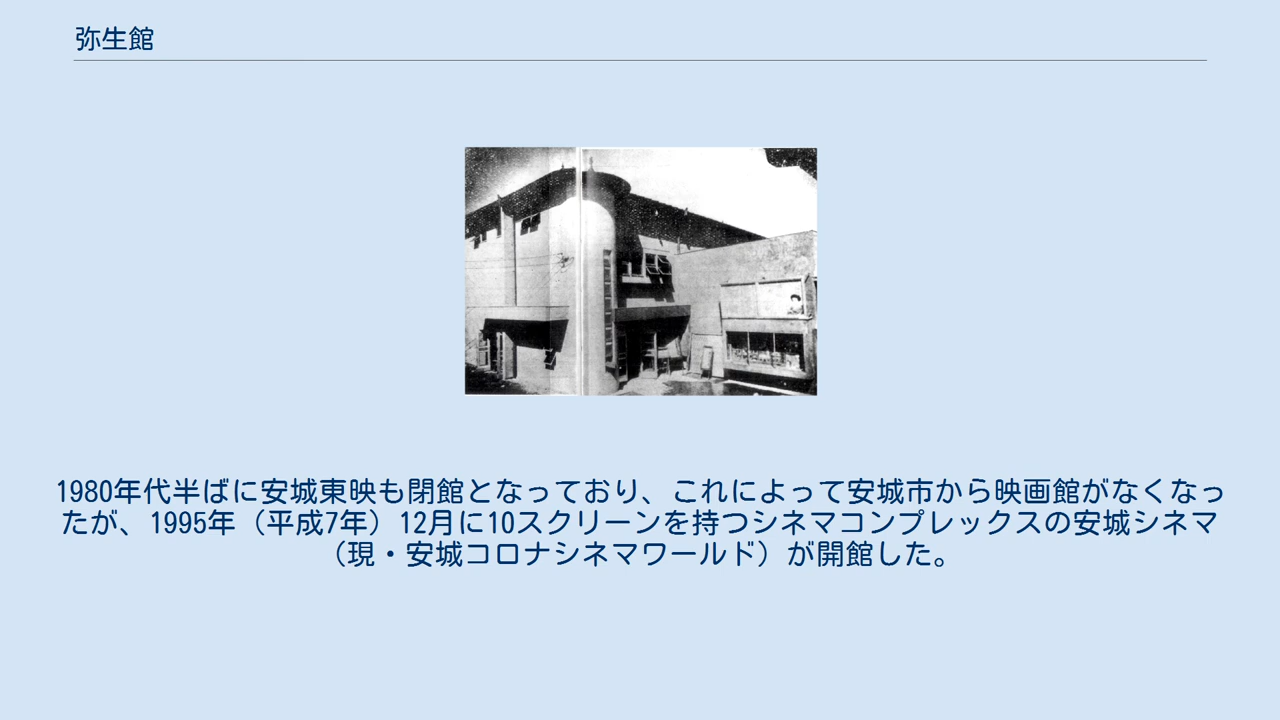 弥生館
1980年代半ばに安城東映も閉館となっており、これによって安城市から映画館がなくなっ
たが、1995年（平成7年）12月に10スクリーンを持つシネマコンプレックスの安城シネマ
（現・安城コロナシネマワールド）が開館した。